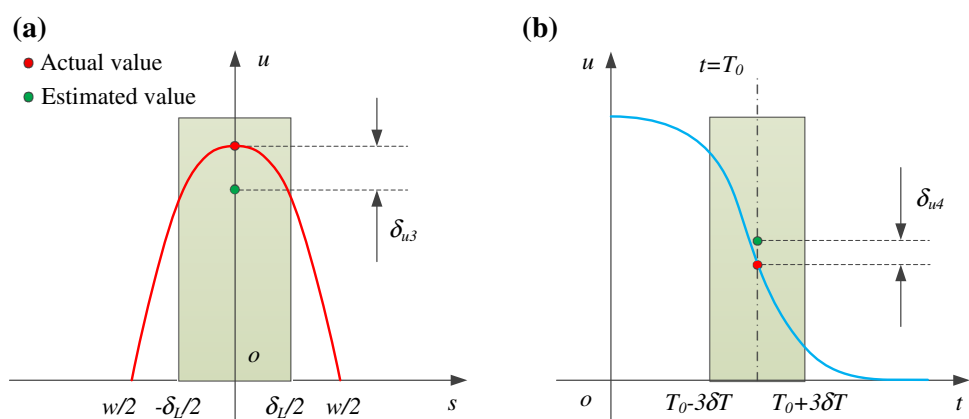 (a)
Actual value
Estimated value
u
δu3
o
w/2 -δL/2 δL/2 w/2 s
(b)
u
t=T0
δu4
o T0-3δT T0+3δT t